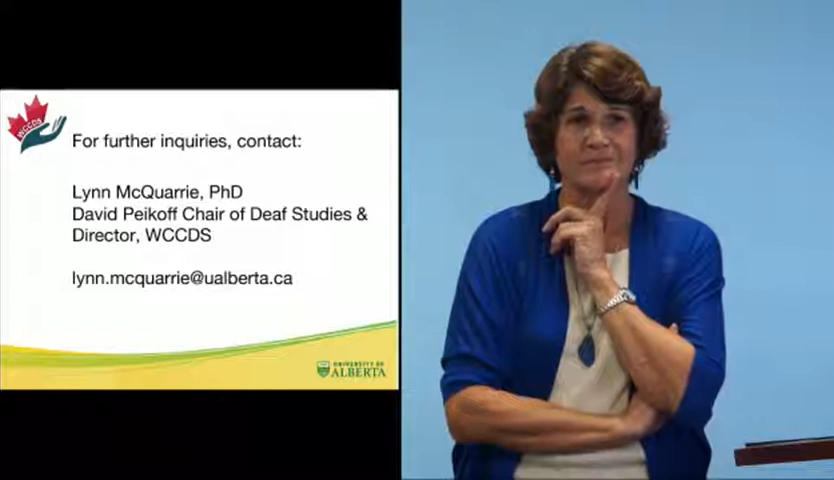 WCCDS
For further inquiries, contact:
Lynn McQuarrie, PhD
David Peikoff Chair of Deaf Studies &
Director, WCCDS
lynn.mcquarrie@ualberta.ca
UNIVERSITY OF
ALBERTA